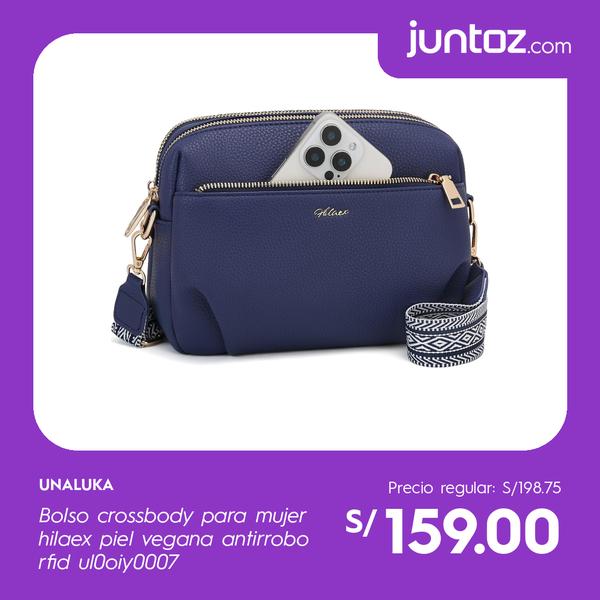 juntoz.com
hilaex
UNALUKA
Bolso crossbody para mujer
hilaex piel vegana antirrobo
rfid ul0oiy0007
Precio regular: S/198.75
S/159.00